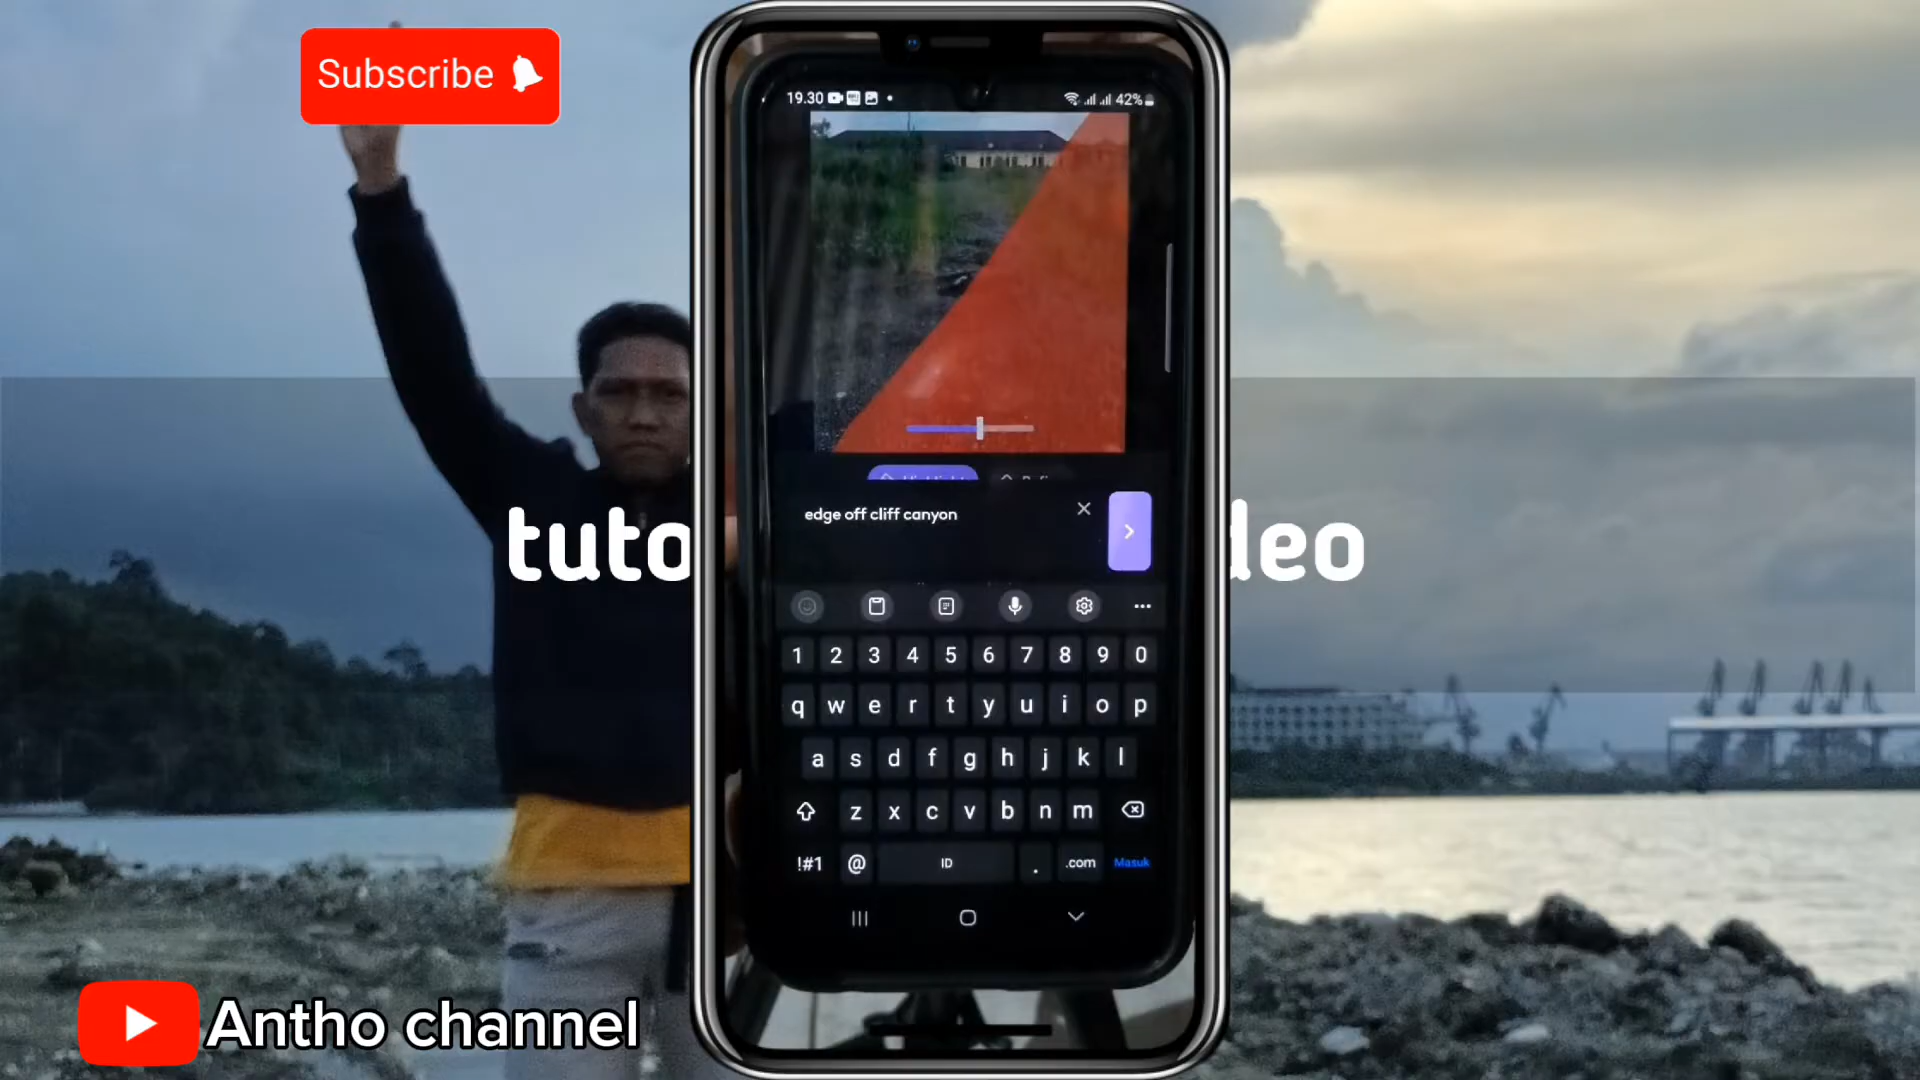 Subscribe
19.30
42%
edge off cliff canyon
tuto
deo
1 2 3 4 5 6 7 8 9 0
q w e r t y u i o p
a s d f g h j k l
z x c v b n m
!#1 @ ID . .com Masuk
Antho channel